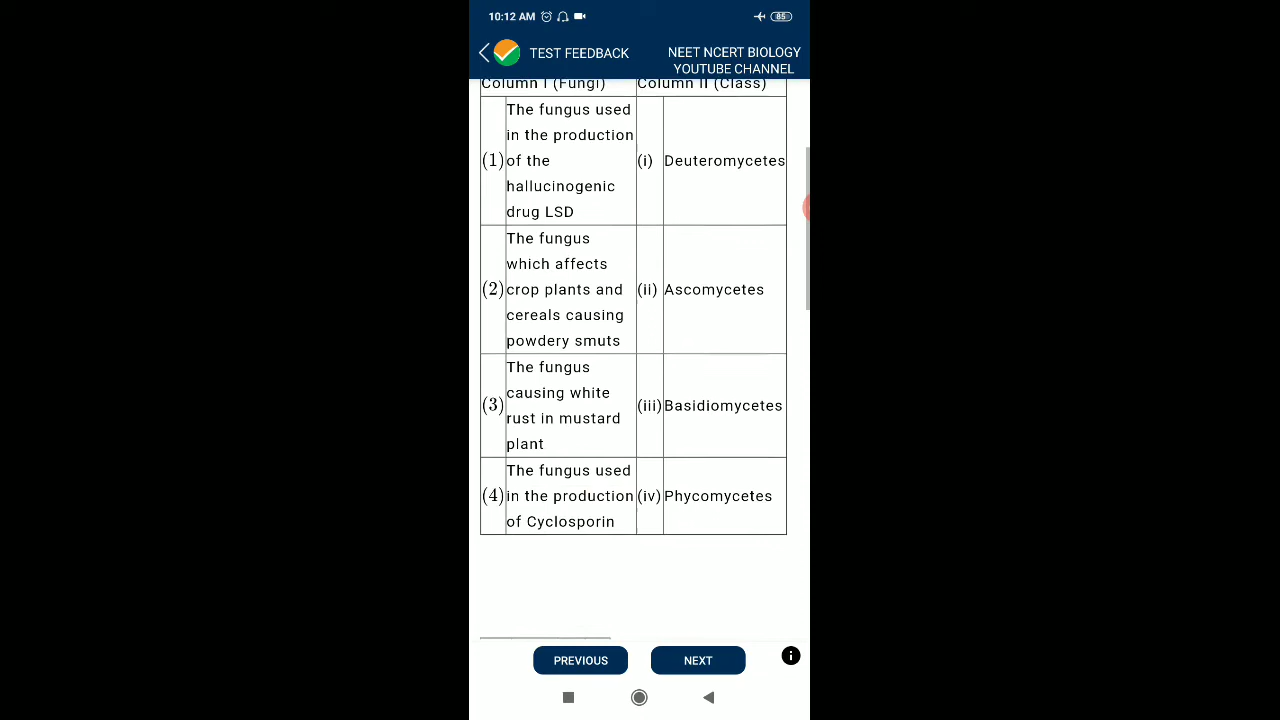 10:12 AM
85
TEST FEEDBACK
NEET NCERT BIOLOGY
YOUTUBE CHANNEL
Column I (Fungi) Column II (Class)
The fungus used
in the production
(1) of the (i) Deuteromycetes
hallucinogenic
drug LSD
The fungus
which affects
(2) crop plants and (ii) Ascomycetes
cereals causing
powdery smuts
The fungus
causing white
(3) rust in mustard (iii) Basidiomycetes
plant
The fungus used
(4) in the production (iv) Phycomycetes
of Cyclosporin
PREVIOUS NEXT